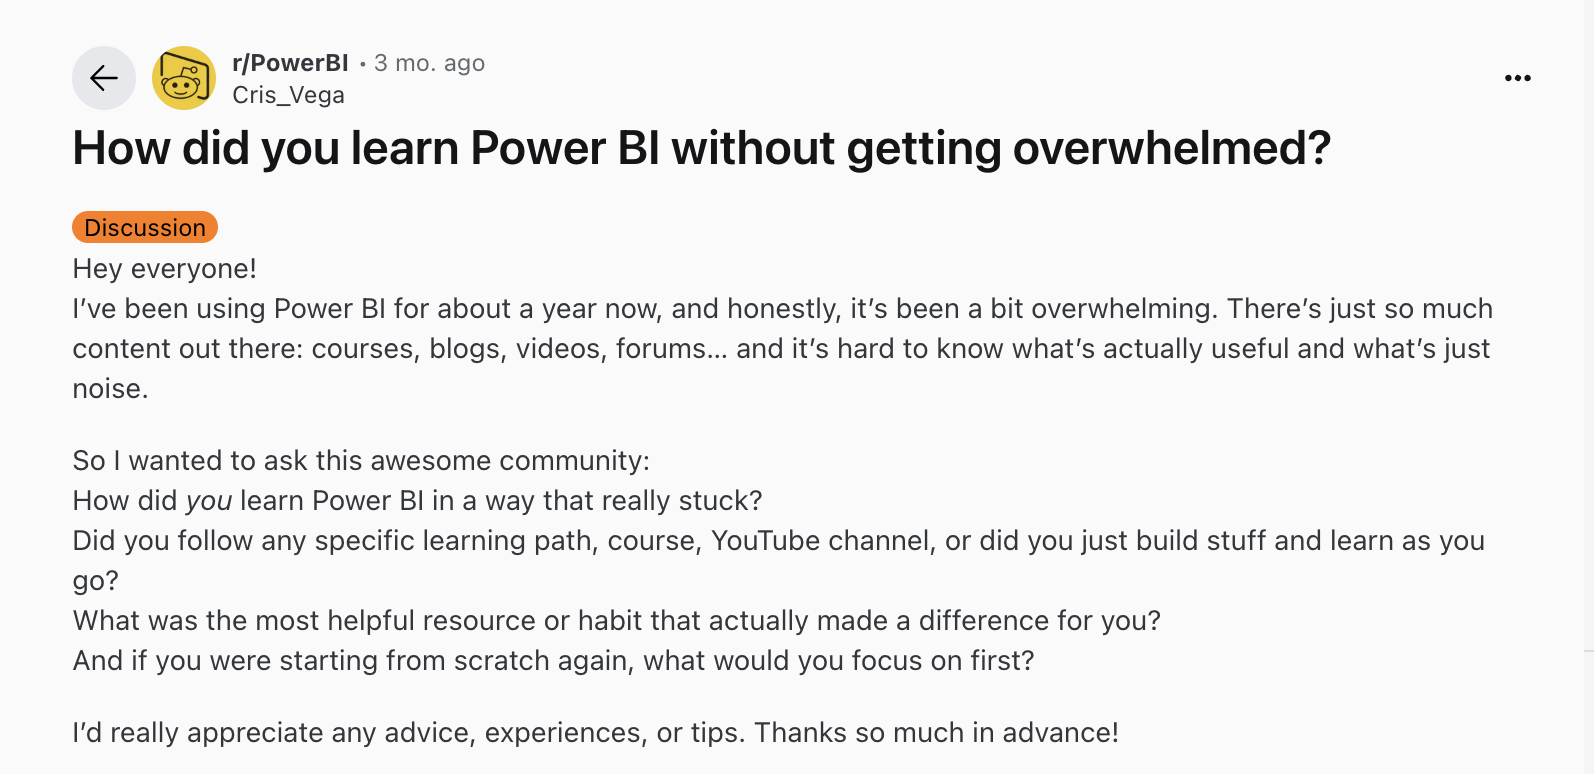 r/PowerBI • 3 mo. ago
Cris_Vega
How did you learn Power BI without getting overwhelmed?
Discussion
Hey everyone!
I’ve been using Power BI for about a year now, and honestly, it’s been a bit overwhelming. There’s just so much
content out there: courses, blogs, videos, forums... and it’s hard to know what’s actually useful and what’s just
noise.
So I wanted to ask this awesome community:
How did you learn Power BI in a way that really stuck?
Did you follow any specific learning path, course, YouTube channel, or did you just build stuff and learn as you
go?
What was the most helpful resource or habit that actually made a difference for you?
And if you were starting from scratch again, what would you focus on first?
I’d really appreciate any advice, experiences, or tips. Thanks so much in advance!